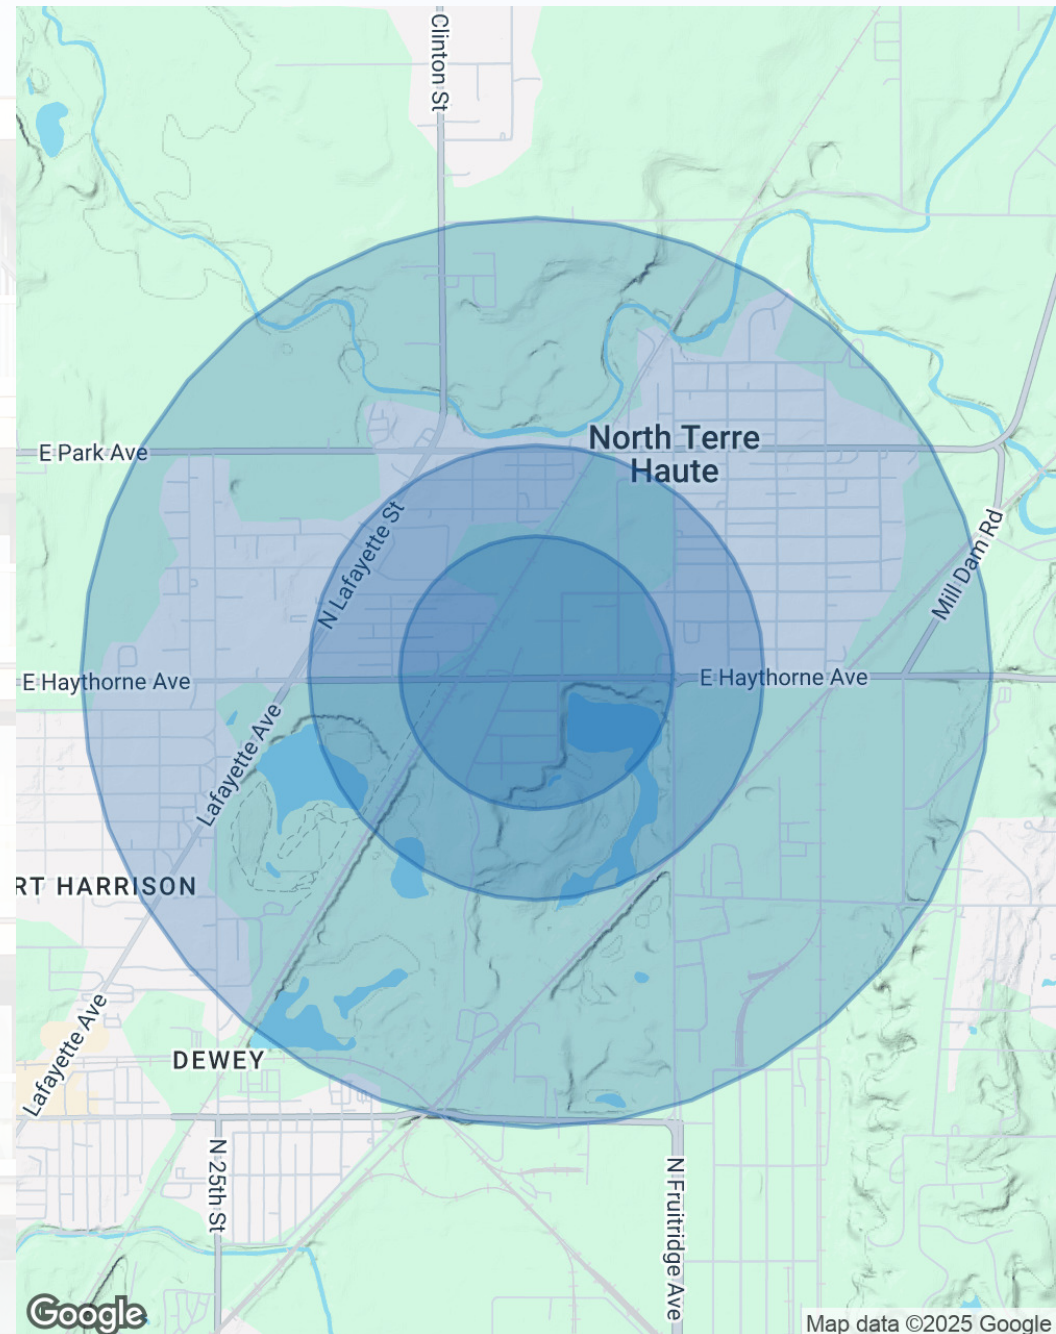 Clinton St
North Terre
Haute
E Park Ave
N Lafayette St
Mill Dam Rd
E Haythorne Ave
E Haythorne Ave
Lafayette Ave
RT HARRISON
Lafayette Ave
DEWEY
N 25th St
N Fruitridge Ave
Google
Map data ©2025 Google